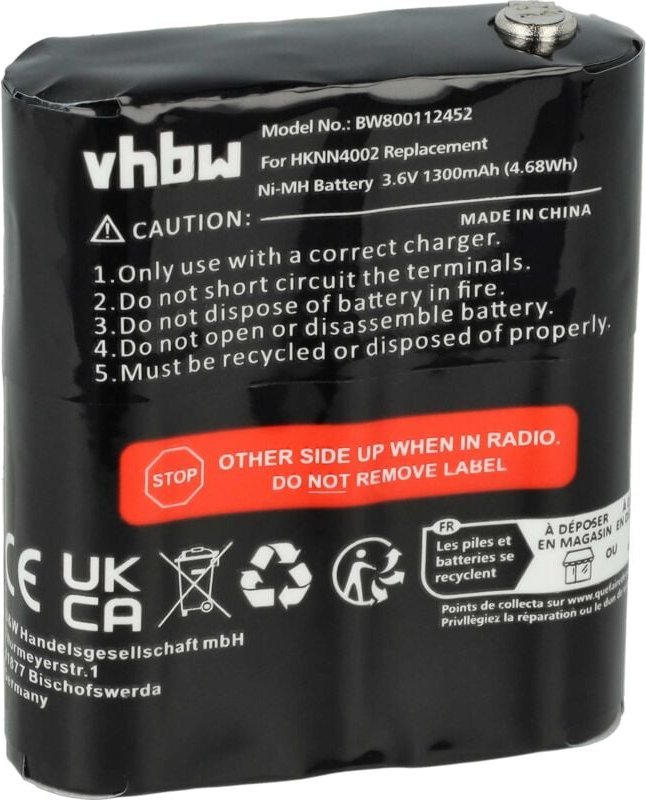 vhbw
Model No.: BW800112452
For HKNN4002 Replacement
Ni-MH Battery 3.6V 1300mAh (4.68Wh)
CAUTION:
MADE IN CHINA
1.Only use with a correct charger.
2.Do not short circuit the terminals.
3.Do not dispose of battery in fire.
4.Do not open or disassemble battery.
5.Must be recycled or disposed of properly.
STOP
OTHER SIDE UP WHEN IN RADIO.
DO NOT REMOVE LABEL
CE
UK
CA
FR
Les piles et
batteries se
recyclent
À DÉPOSER
EN MAGASIN
OU
Points de collecte sur www.quefairede
Privilégiez la réparation ou le don
Handelsgesellschaft mbH
Bischofswerda